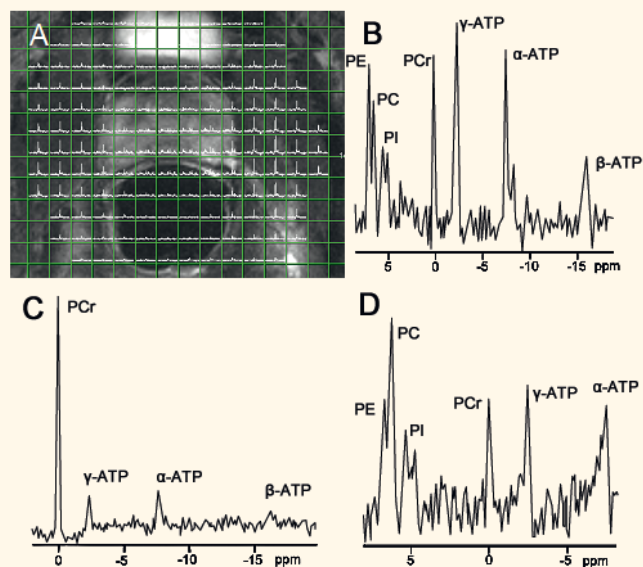 A
B
γ-ATP
PE
PCr
α-ATP
PC
PI
β-ATP
5 0 -5 -10 -15 ppm
C
PCr
γ-ATP
α-ATP
β-ATP
0 -5 -10 -15 ppm
D
PC
PE
PCr
γ-ATP
α-ATP
PI
5 0 -5 ppm